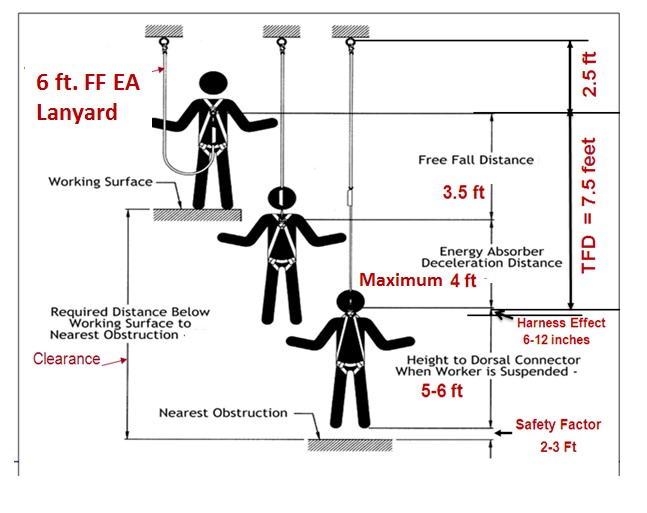 6 ft. FF EA
Lanyard
2.5 ft
Free Fall Distance
3.5 ft
Working Surface
TFD = 7.5 feet
Energy Absorber
Deceleration Distance
Maximum 4 ft
Required Distance Below
Working Surface to
Nearest Obstruction
Clearance
Harness Effect
6-12 inches
Height to Dorsal Connector
When Worker is Suspended -
5-6 ft
Nearest Obstruction
Safety Factor
2-3 Ft